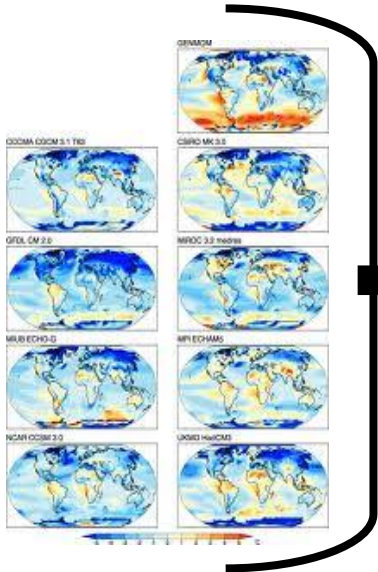 GENMOM
CCCMA CGCM 3.1 T63
CSIRO MK 3.0
GFDL CM 2.0
MIROC 3.2 medres
MIUB ECHO-G
MPI ECHAM5
NCAR CCSM 3.0
UKMO HadCM3